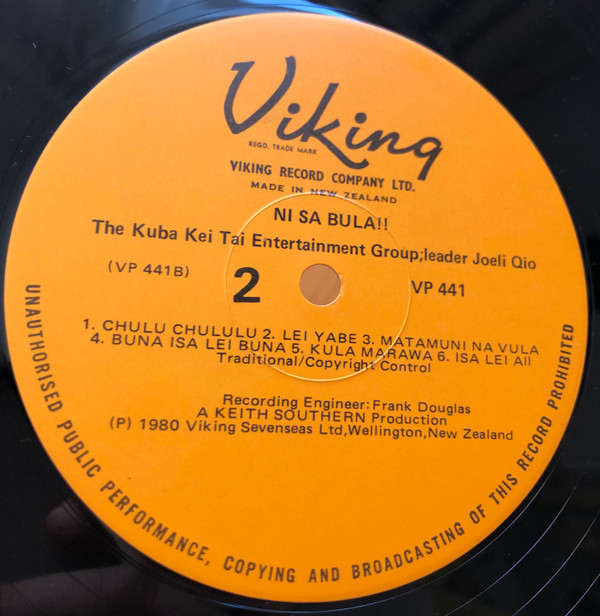 Viking
REGD. TRADE MARK
VIKING RECORD COMPANY LTD.
MADE IN NEW ZEALAND
NI SA BULA!!
The Kuba Kei Tai Entertainment Group;leader Joeli Qio
(VP 441B)
2
VP 441
1. CHULU CHULULU 2. LEI YABE 3. MATAMUNI NA VULA
4. BUNA ISA LEI BUNA 5. KULA MARAWA 6. ISA LEI All
Traditional/Copyright Control
Recording Engineer: Frank Douglas
A KEITH SOUTHERN Production
(P) 1980 Viking Sevenseas Ltd,Wellington,New Zealand
UNAUTHORISED PUBLIC PERFORMANCE, COPYING AND BROADCASTING OF THIS RECORD PROHIBITED